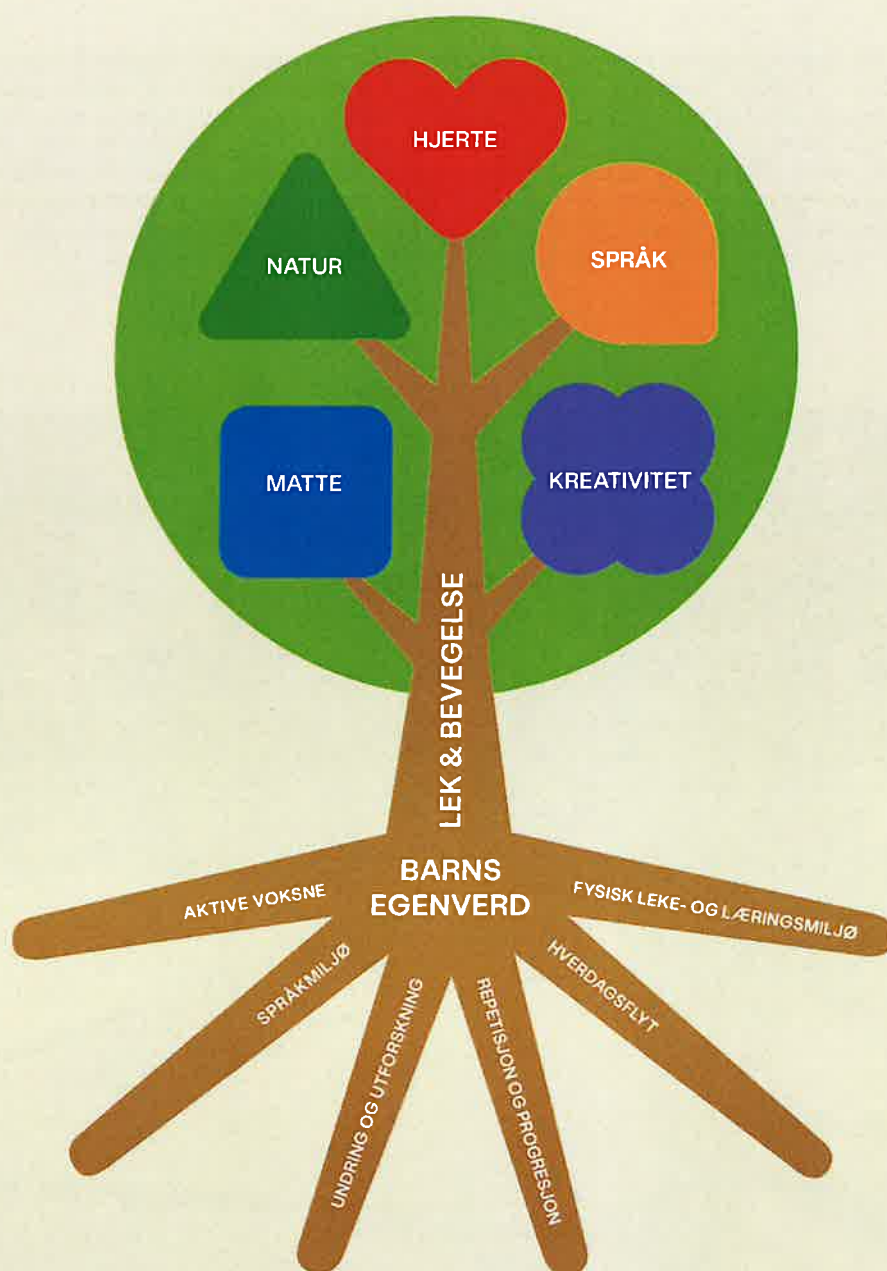 HJERTE
NATUR
SPRÅK
MATTE
KREATIVITET
LEK & BEVEGELSE
BARNS
EGENVERD
AKTIVE VOKSNE
SPRÅKMILJØ
UNDRING OG UTFORSKNING
REPETISJON OG PROGRESJON
HVERDAGSFLYT
FYSISK LEKE- OG LÆRINGSMILJØ